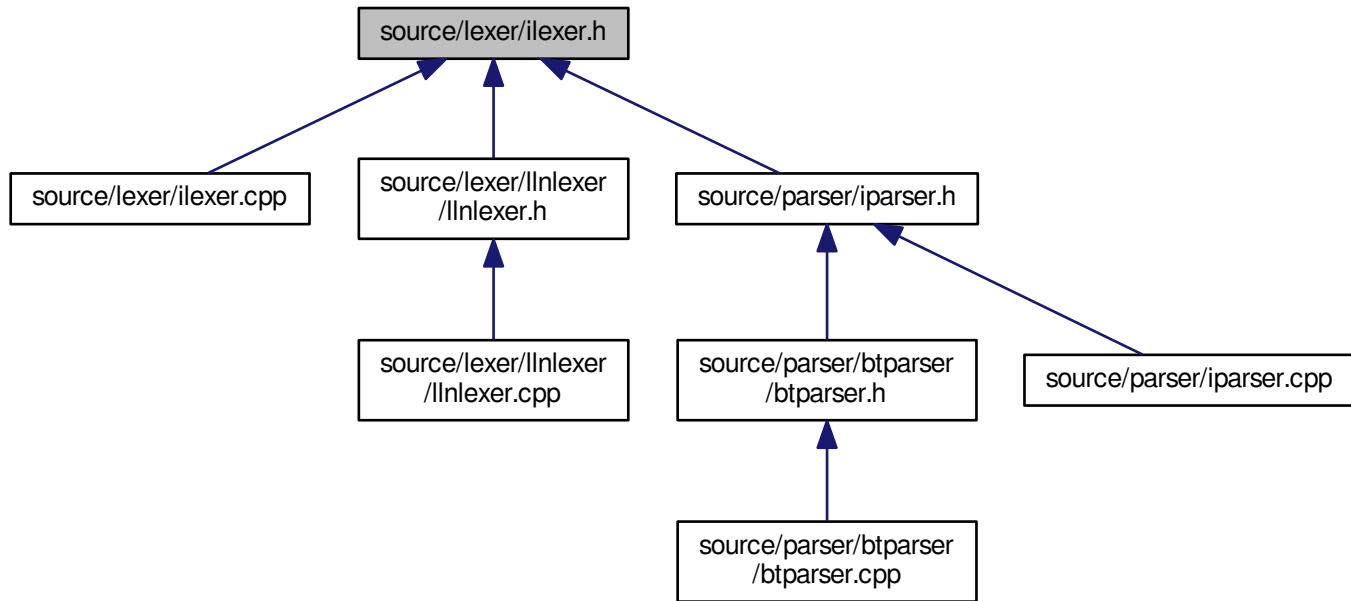 source/lexer/ilexer.h
source/lexer/ilexer.cpp
source/lexer/llnlexer
/llnlexer.h
source/parser/iparser.h
source/lexer/llnlexer
/llnlexer.cpp
source/parser/btparser
/btparser.h
source/parser/iparser.cpp
source/parser/btparser
/btparser.cpp